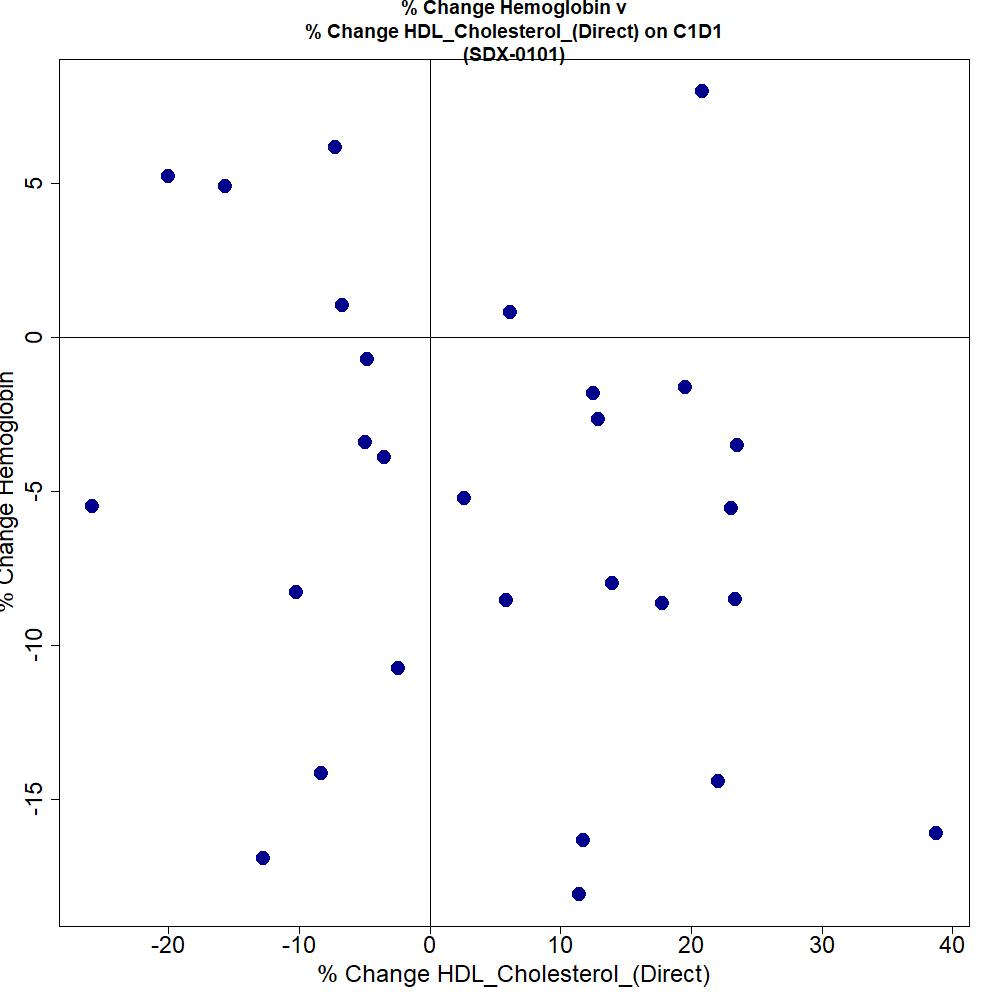 % Change Hemoglobin v
% Change HDL_Cholesterol_(Direct) on C1D1
(SDX-0101)
% Change Hemoglobin
5
0
-5
-10
-15
-20
-10
0
10
20
30
40
% Change HDL_Cholesterol_(Direct)